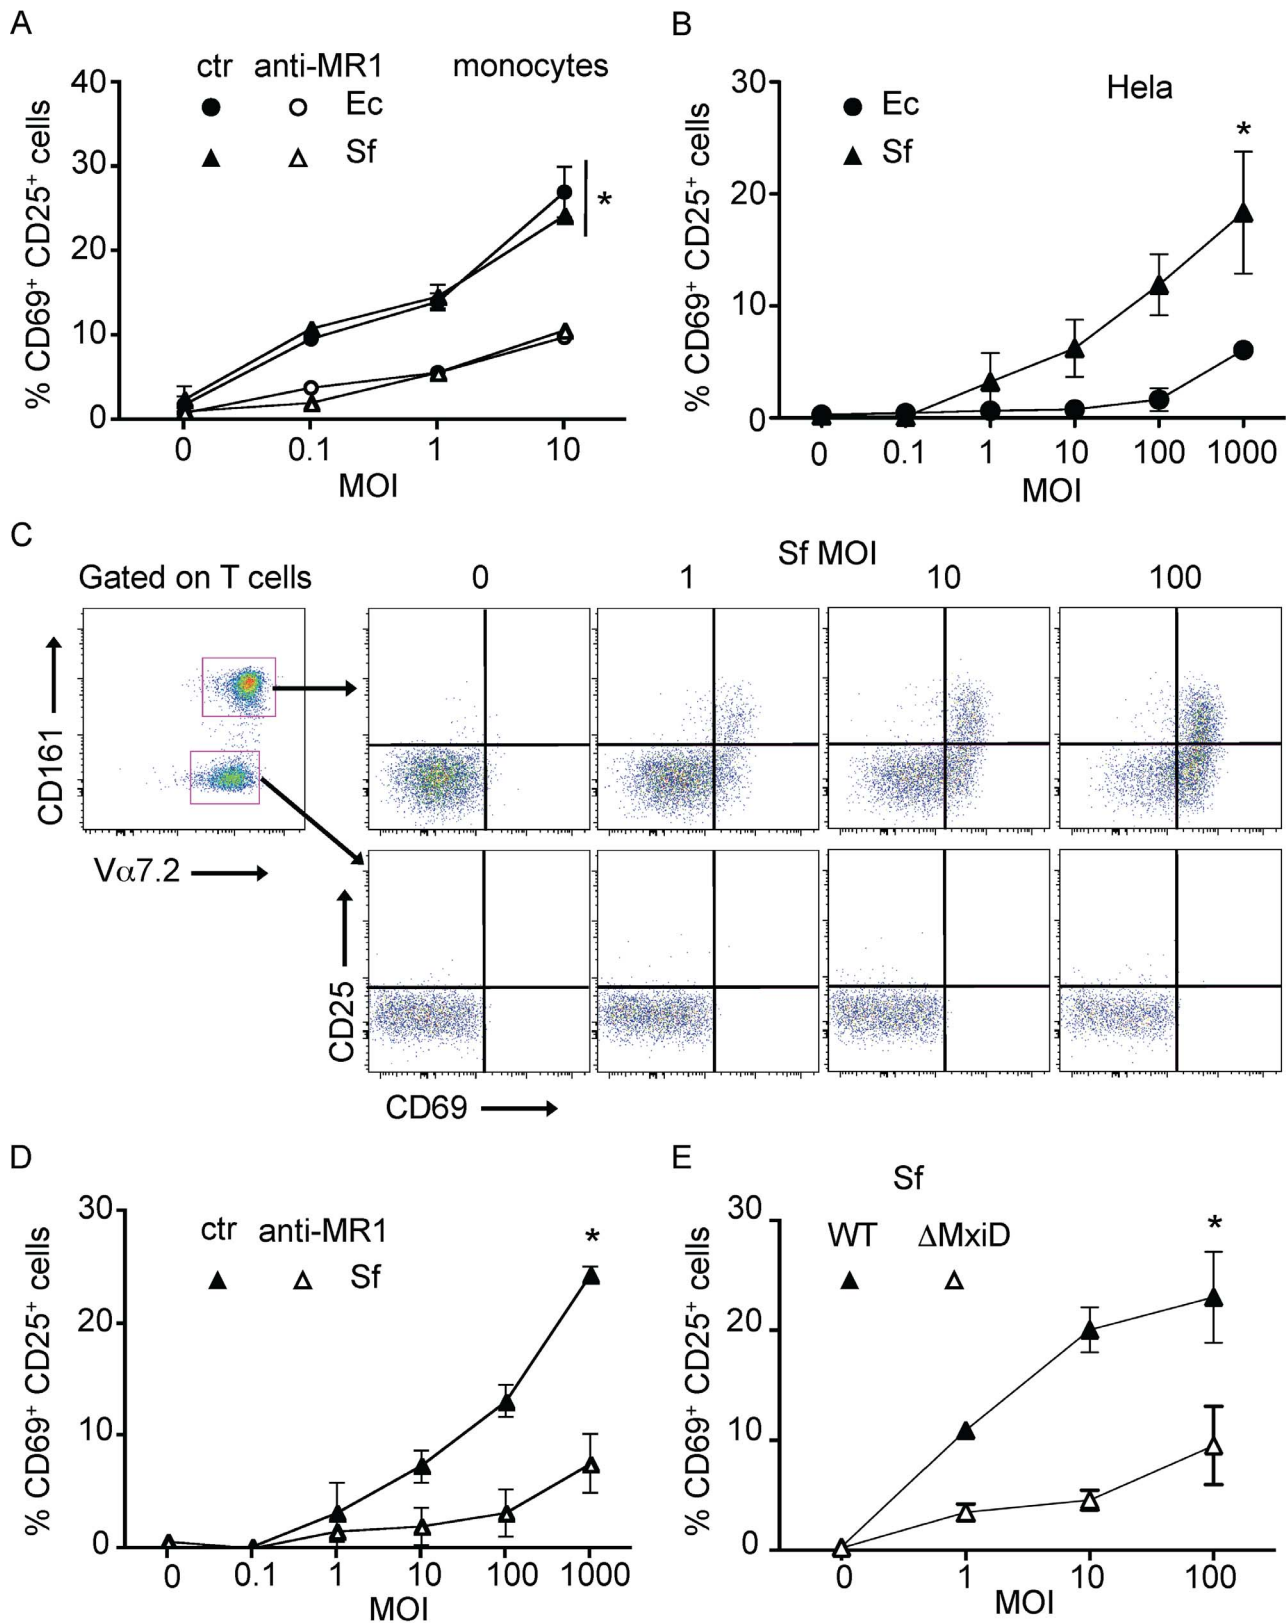 A
ctr anti-MR1 monocytes
Ec
Sf
% CD69⁺ CD25⁺ cells
40
30
20
10
0
*
0 0.1 1 10
MOI
B
Hela
Ec
Sf
% CD69⁺ CD25⁺ cells
30
20
10
0
*
0 0.1 1 10 100 1000
MOI
C
Sf MOI
Gated on T cells 0 1 10 100
CD161
Vα7.2
CD25
CD69
D
ctr anti-MR1
Sf
% CD69⁺ CD25⁺ cells
30
20
10
0
*
0 0.1 1 10 100 1000
MOI
E
Sf
WT ΔMxiD
% CD69⁺ CD25⁺ cells
30
20
10
0
*
0 1 10 100
MOI